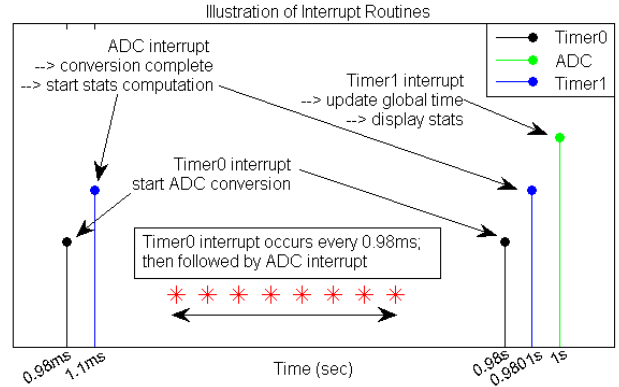 Illustration of Interrupt Routines
ADC interrupt
--> conversion complete
--> start stats computation
Timer0
ADC
Timer1
Timer1 interrupt
--> update global time
--> display stats
Timer0 interrupt
start ADC conversion
Timer0 interrupt occurs every 0.98ms;
then followed by ADC interrupt
0.98ms
1.1ms
0.98s
0.9801s
1s
Time (sec)